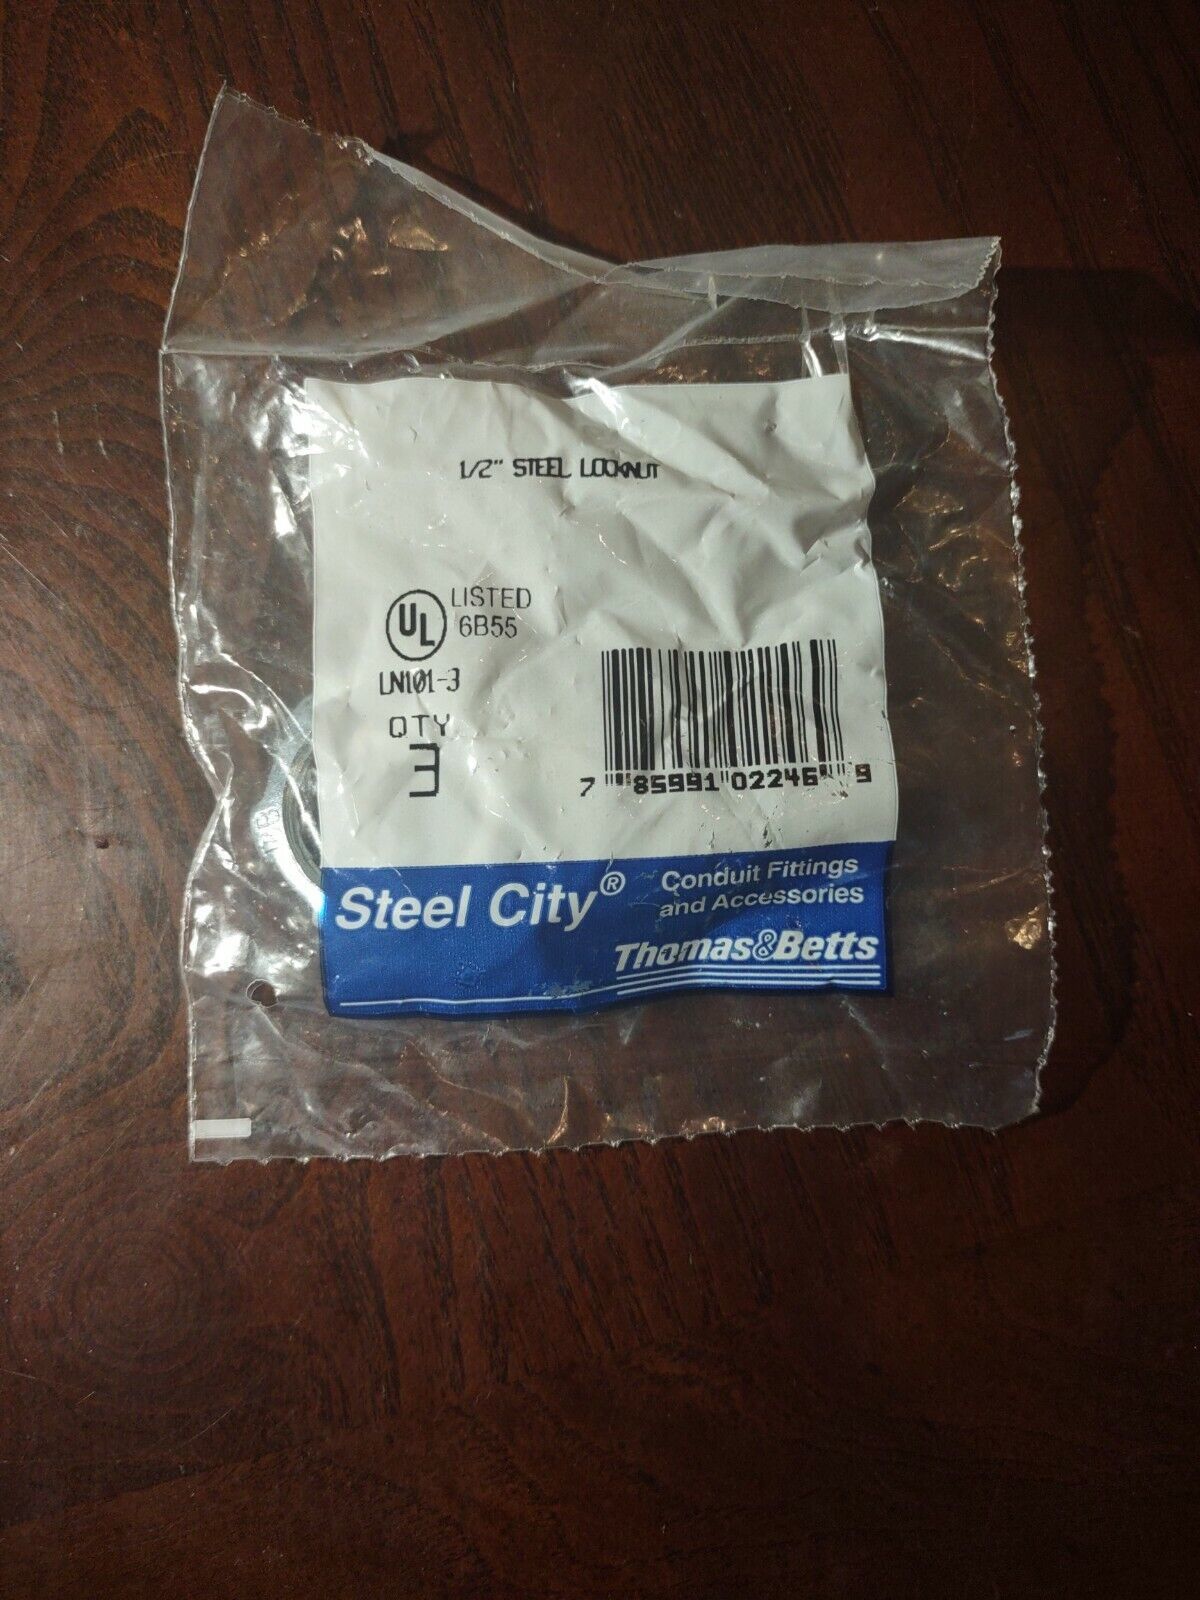 1/2" STEEL LOCKNUT
UL LISTED
6B55
LN101-3
QTY
3
7 85991 02246 9
T&B
Steel City® Conduit Fittings
and Accessories
Thomas&Betts